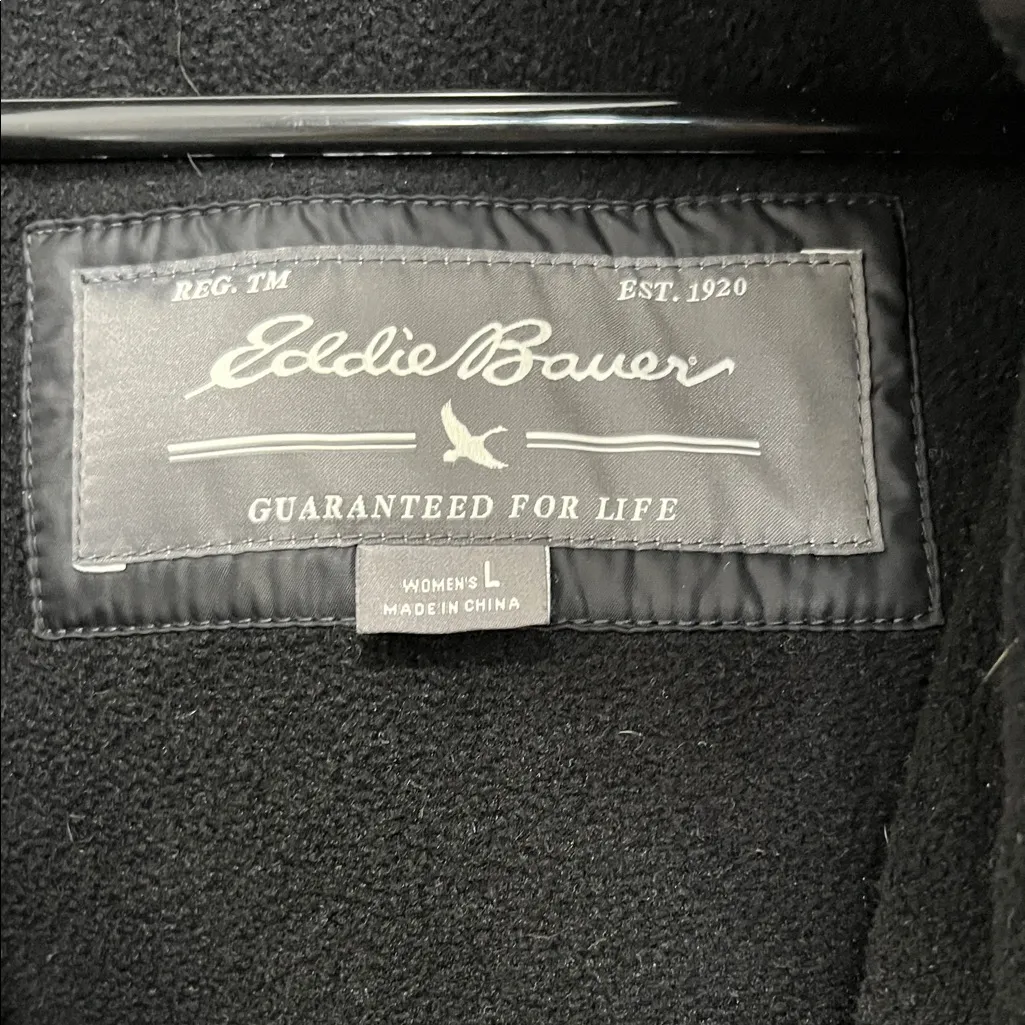 REG. TM EST. 1920
Eddie Bauer
GUARANTEED FOR LIFE
WOMEN'S L
MADE IN CHINA